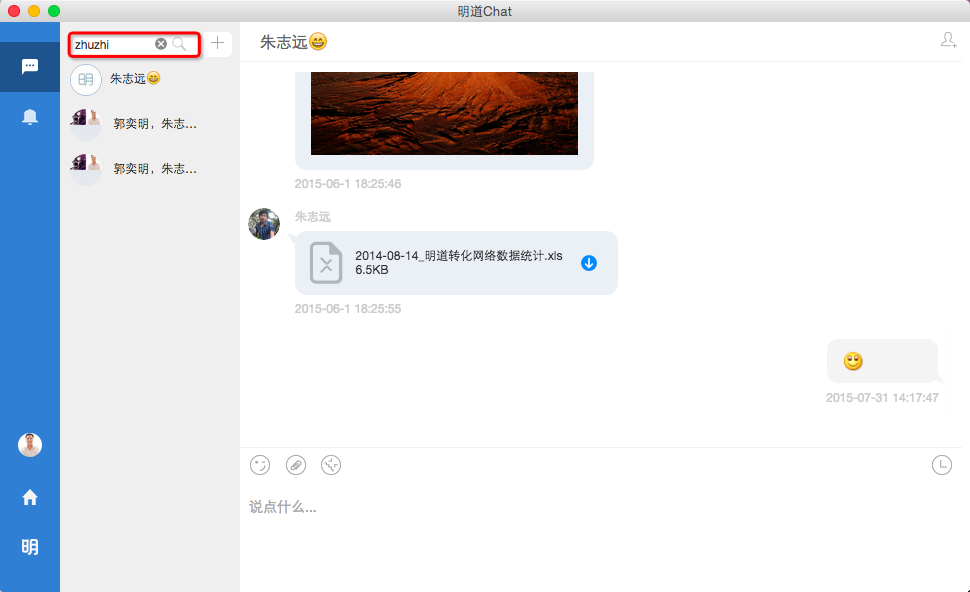 明道Chat
zhuzhi
明 朱志远😄
郭奕明，朱志...
郭奕明，朱志...
明
朱志远😄
2015-06-1 18:25:46
朱志远
2014-08-14_明道转化网络数据统计.xls
6.5KB
2015-06-1 18:25:55
2015-07-31 14:17:47
说点什么...